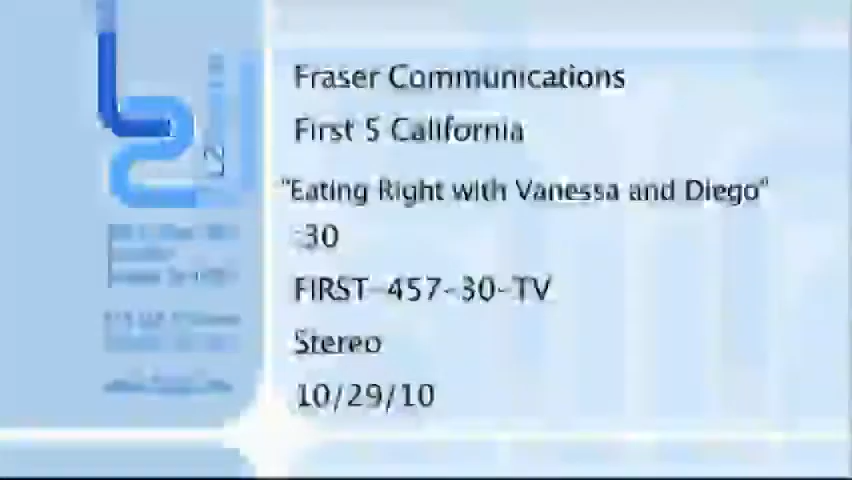 L2
Fraser Communications
First 5 California
"Eating Right with Vanessa and Diego"
:30
FIRST-457-30-TV
Stereo
10/29/10